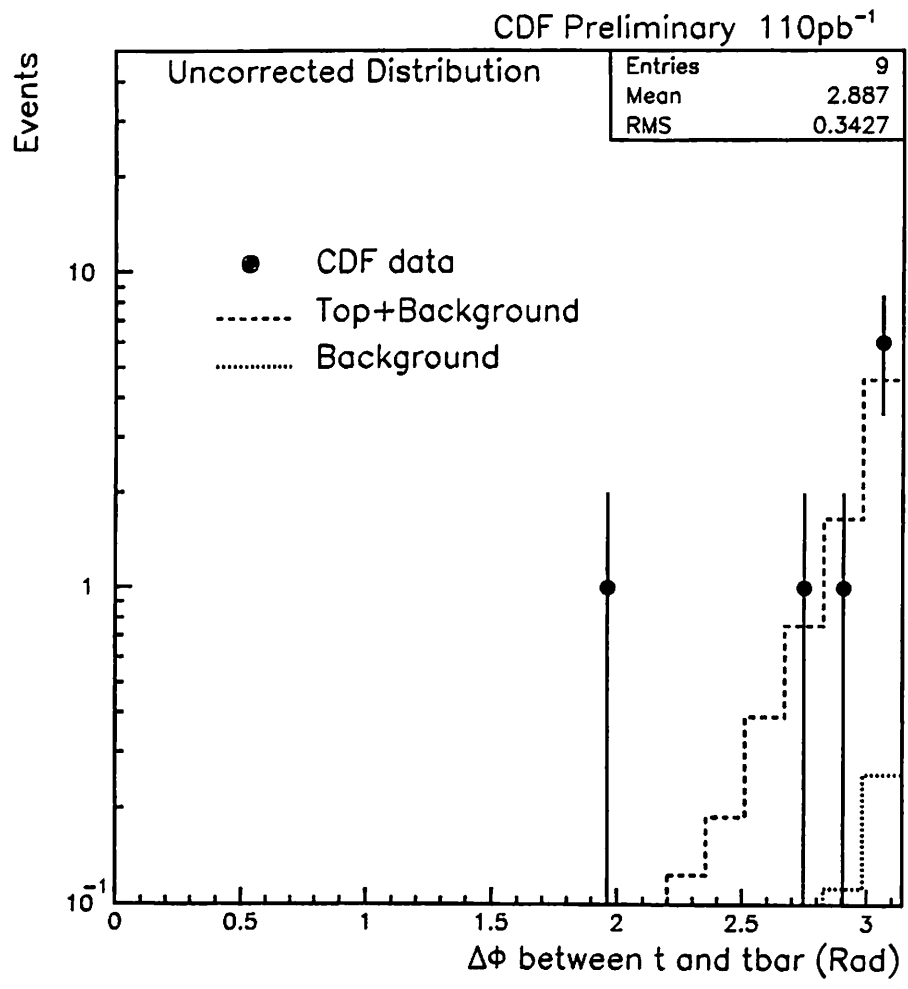 CDF Preliminary 110pb⁻¹
Uncorrected Distribution
Entries 9
Mean 2.887
RMS 0.3427
Events
CDF data
Top+Background
Background
10
1
10⁻¹
0 0.5 1 1.5 2 2.5 3
ΔΦ between t and tbar (Rad)